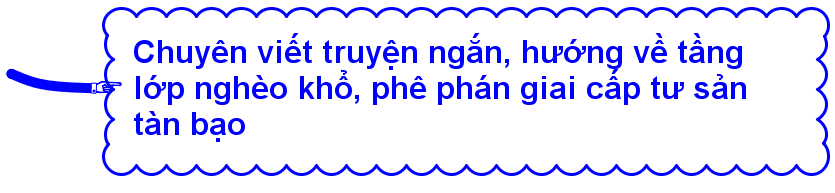 Chuyên viết truyện ngắn, hướng về tầng
lớp nghèo khổ, phê phán giai cấp tư sản
tàn bạo